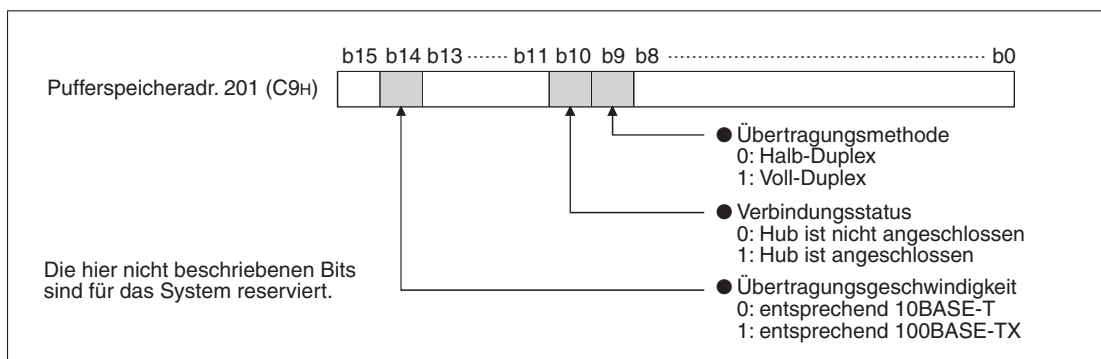 b15 b14 b13 ······ b11 b10 b9 b8 ······················································ b0
Pufferspeicheradr. 201 (C9H)
● Übertragungsmethode
0: Halb-Duplex
1: Voll-Duplex
● Verbindungsstatus
0: Hub ist nicht angeschlossen
1: Hub ist angeschlossen
Die hier nicht beschriebenen Bits
sind für das System reserviert.
● Übertragungsgeschwindigkeit
0: entsprechend 10BASE-T
1: entsprechend 100BASE-TX